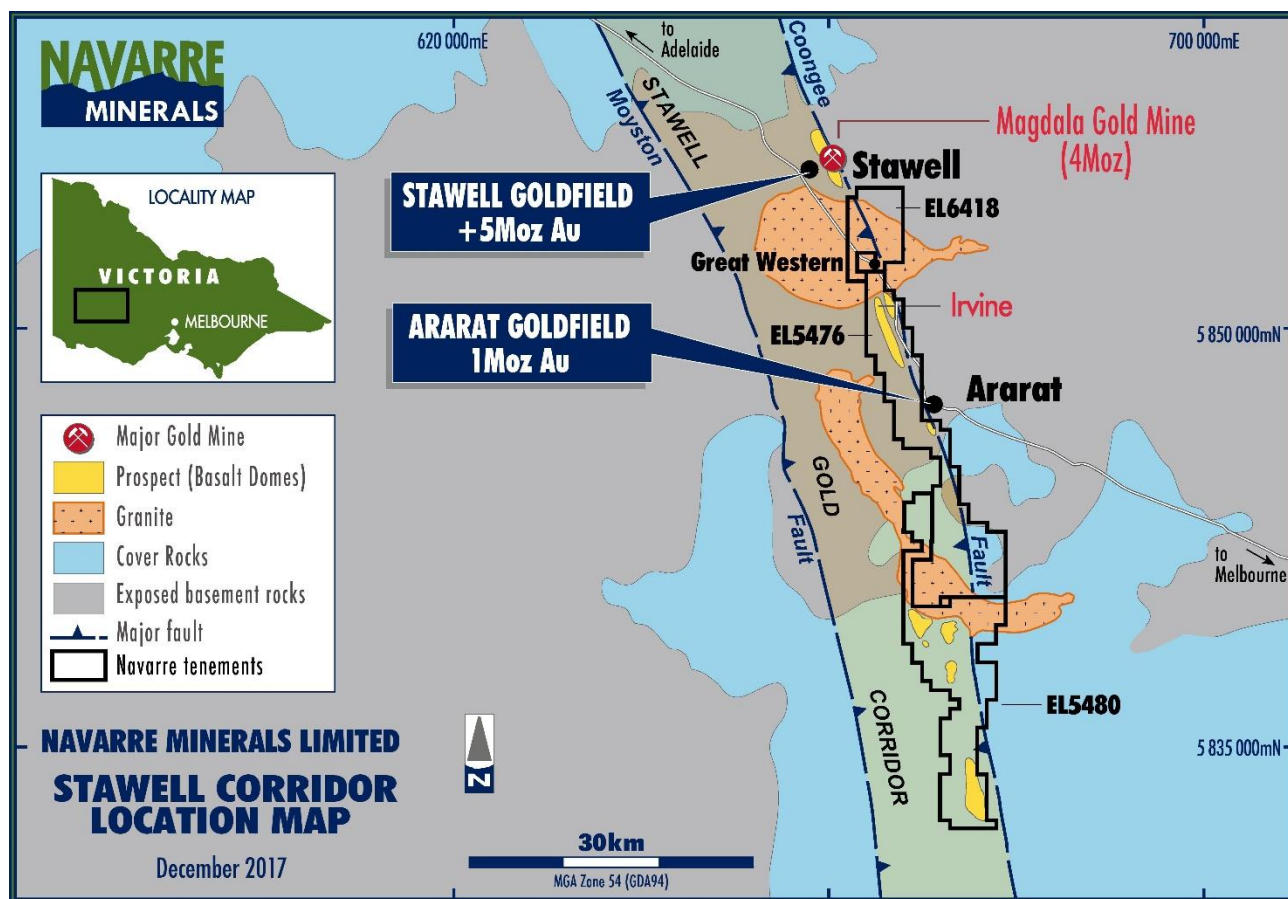 NAVARRE
MINERALS
620 000mE
700 000mE
to
Adelaide
Coongee
STAWELL
Moyston
Magdala Gold Mine
(4Moz)
Stawell
STAWELL GOLDFIELD
+5Moz Au
EL6418
Great Western
Irvine
LOCALITY MAP
VICTORIA
MELBOURNE
ARARAT GOLDFIELD
1Moz Au
EL5476
5 850 000mN
Ararat
Major Gold Mine
Prospect (Basalt Domes)
Granite
Cover Rocks
Exposed basement rocks
Major fault
Navarre tenements
GOLD
Fault
Fault
to
Melbourne
CORRIDOR
EL5480
5 835 000mN
NAVARRE MINERALS LIMITED
STAWELL CORRIDOR
LOCATION MAP
December 2017
N
30km
MGA Zone 54 (GDA94)